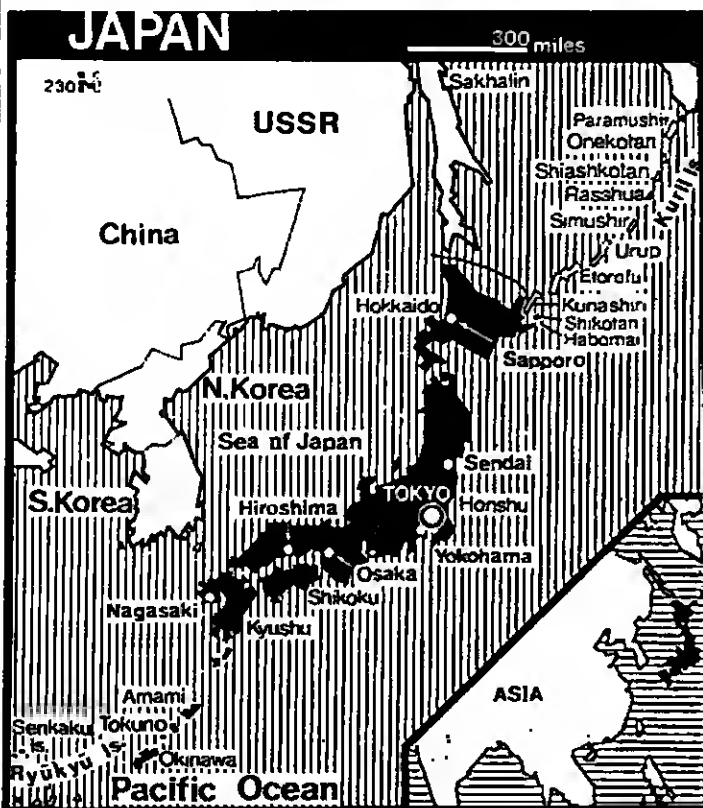 JAPAN
300 miles
Sakhalin
USSR
Paramushir
Onekotan
Shiashkotan
Rasshua
Simushir
Kuril Is.
China
Urup
Etorofu
Hokkaido
Kunashiri
Shikotan
Habomai
Sapporo
N.Korea
Sea of Japan
Sendai
S.Korea
TOKYO
Hiroshima
Honshu
Yokohama
Osaka
Nagasaki
Shikoku
Kyushu
Amami
ASIA
Senkaku
Is.
Tokuno
Ryukyu Is.
Okinawa
Pacific Ocean